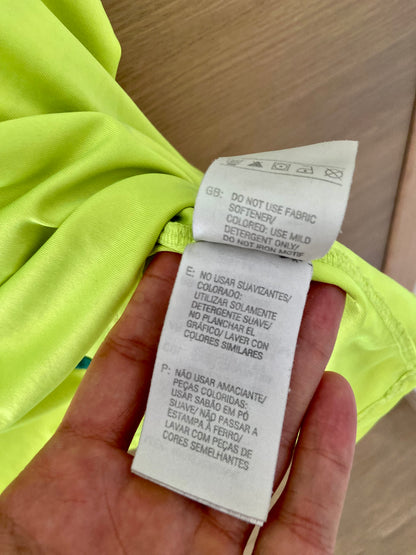 GB: DO NOT USE FABRIC
SOFTENER/
COLORED: USE MILD
DETERGENT ONLY/
DO NOT IRON MOTIF
E: NO USAR SUAVIZANTES/
COLORADO:
UTILIZAR SOLAMENTE
DETERGENTE SUAVE/
NO PLANCHAR EL
GRÁFICO/ LAVER CON
COLORES SIMILARES
P: NÃO USAR AMACIANTE/
PEÇAS COLORIDAS:
USAR SABÃO EM PÓ
SUAVE/ NÃO PASSAR A
ESTAMPA À FERRO/
LAVAR COM PEÇAS DE
CORES SEMELHANTES